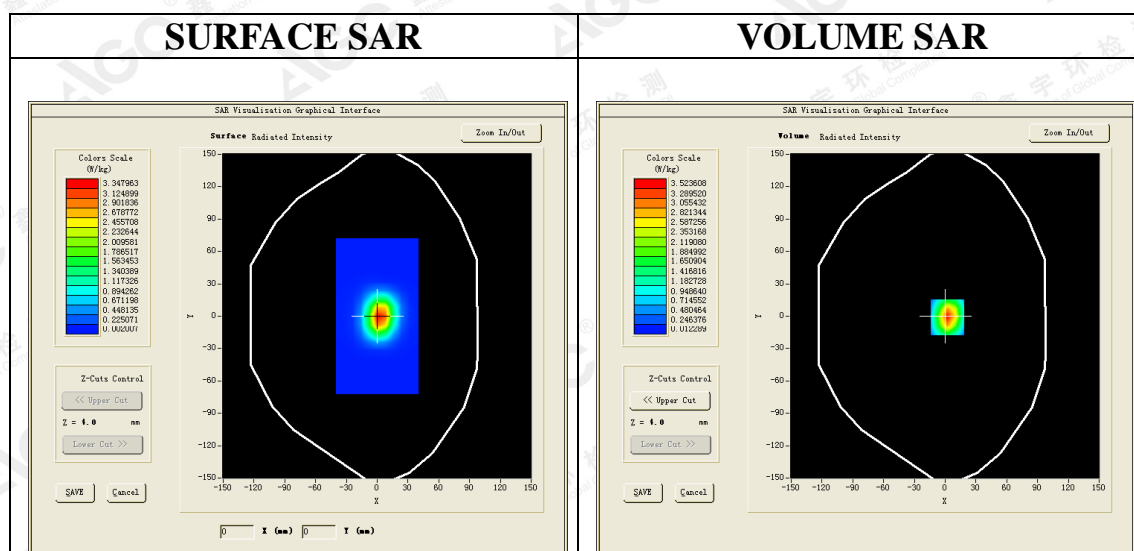 SURFACE SAR
VOLUME SAR
SAR Visualisation Graphical Interface
Surface Radiated Intensity
Zoom In/Out
Colors Scale
(W/kg)
3.347963
3.124899
2.901836
2.678772
2.455708
2.232644
2.009581
1.786517
1.563453
1.340389
1.117326
0.894262
0.671198
0.448135
0.225071
0.002007
150
120
90
60
30
0
-30
-60
-90
-120
-150
Y
-150 -120 -90 -60 -30 0 30 60 90 120 150
X
Z-Cuts Control
<< Upper Cut
Z = 4.0 mm
Lower Cut >>
SAVE Cancel
0 X (mm) 0 Y (mm)
SAR Visualisation Graphical Interface
Volume Radiated Intensity
Zoom In/Out
Colors Scale
(W/kg)
3.523608
3.289520
3.055432
2.821344
2.587256
2.353168
2.119080
1.884992
1.650904
1.416816
1.182728
0.948640
0.714552
0.480464
0.246376
0.012289
150
120
90
60
30
0
-30
-60
-90
-120
-150
Y
-150 -120 -90 -60 -30 0 30 60 90 120 150
X
Z-Cuts Control
<< Upper Cut
Z = 4.0 mm
Lower Cut >>
SAVE Cancel